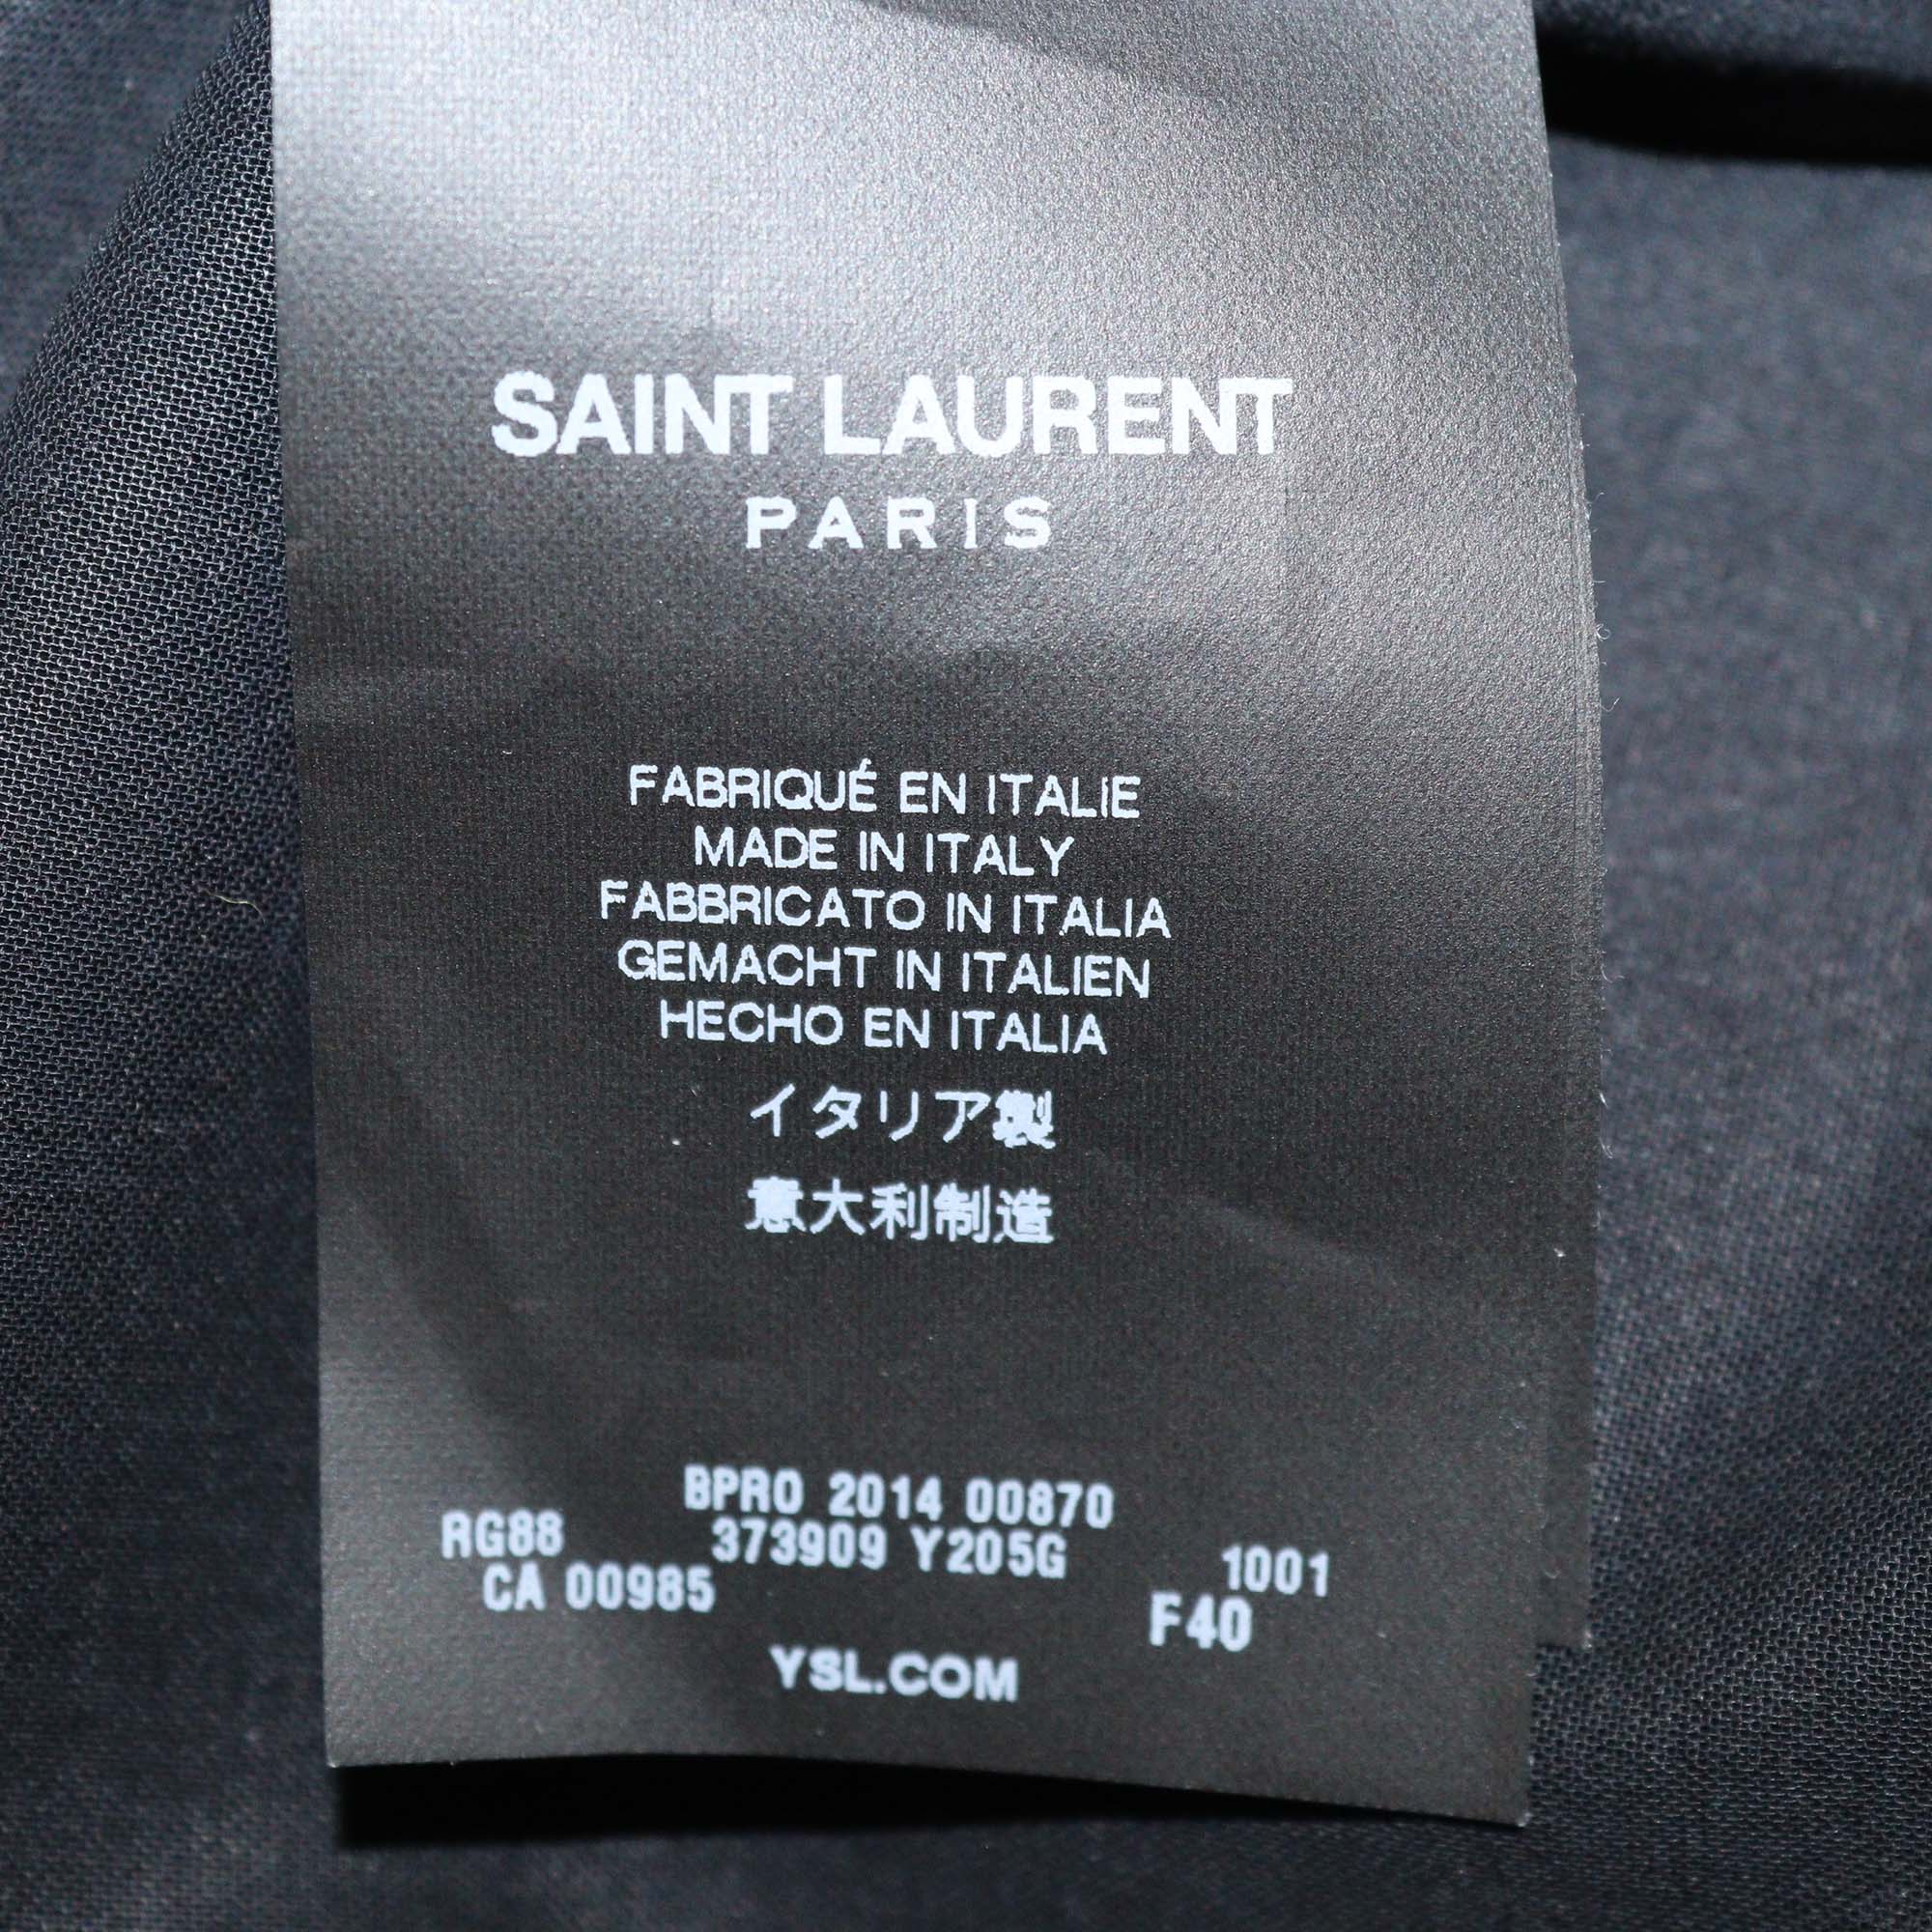 SAINT LAURENT
PARIS
FABRIQUÉ EN ITALIE
MADE IN ITALY
FABBRICATO IN ITALIA
GEMACHT IN ITALIEN
HECHO EN ITALIA
イタリア製
意大利制造
BPRO 2014 00870
RG88 373909 Y205G 1001
CA 00985 F40
YSL.COM